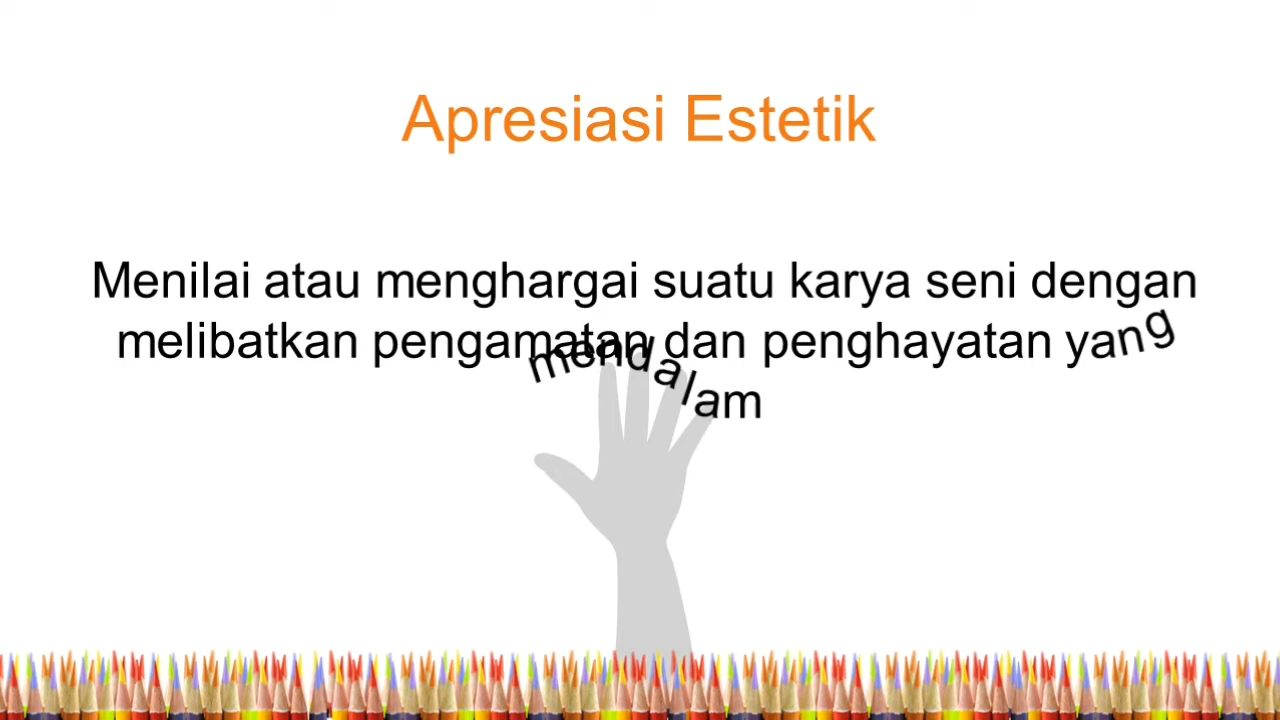 Apresiasi Estetik
Menilai atau menghargai suatu karya seni dengan
melibatkan pengamatan dan penghayatan yang
mendalam